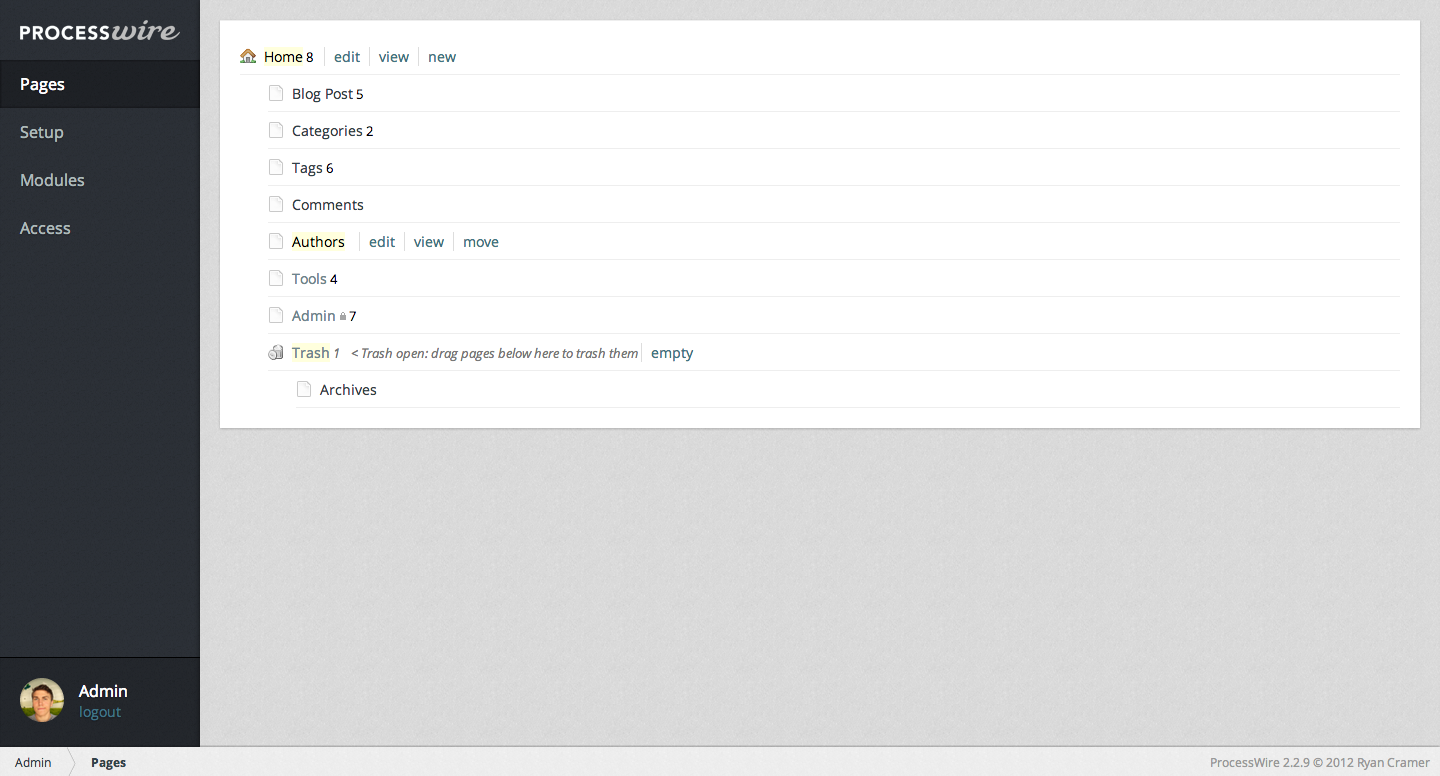 PROCESSwire
Pages
Setup
Modules
Access
Home 8 edit view new
Blog Post 5
Categories 2
Tags 6
Comments
Authors edit view move
Tools 4
Admin 7
Trash 1 < Trash open: drag pages below here to trash them empty
Archives
Admin
logout
Admin Pages
ProcessWire 2.2.9 © 2012 Ryan Cramer